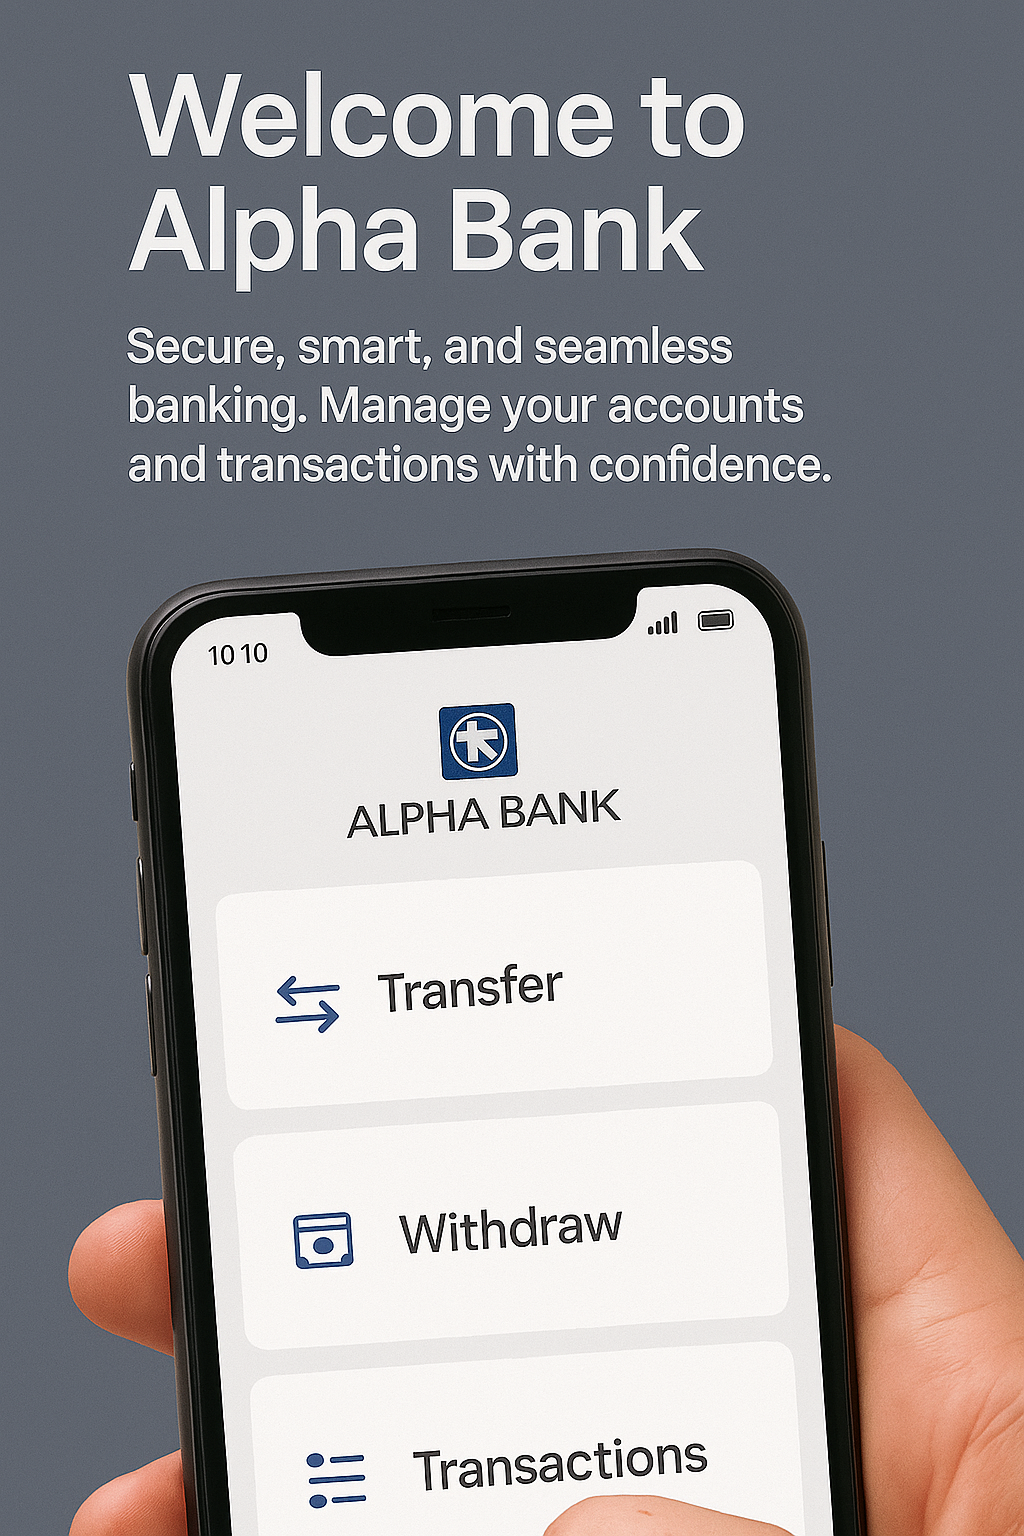 Welcome to
Alpha Bank
Secure, smart, and seamless
banking. Manage your accounts
and transactions with confidence.
10 10
ALPHA BANK
Transfer
Withdraw
Transactions